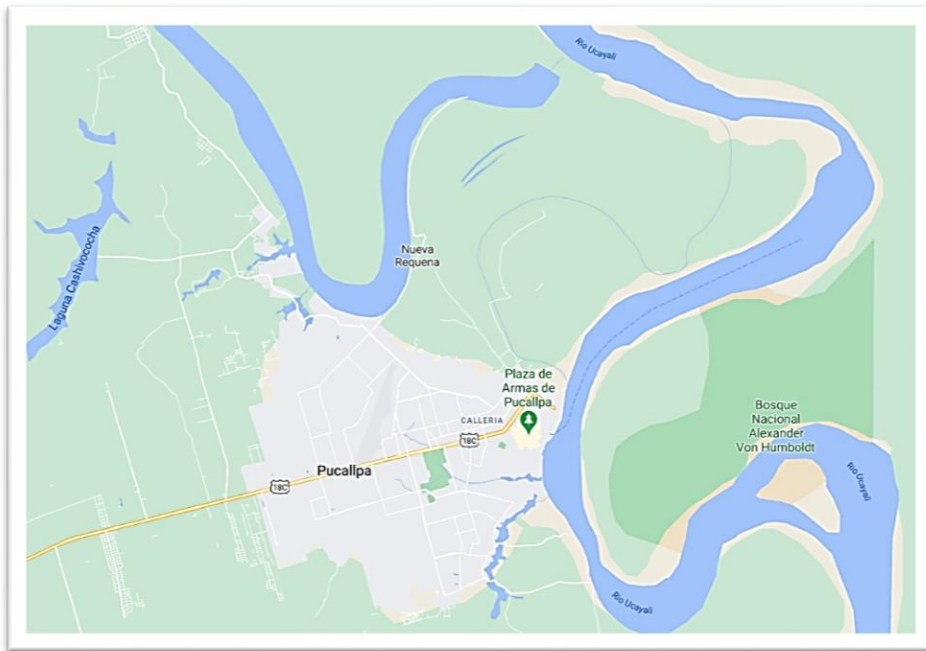 Río Ucayali
Laguna Cashivococha
Nueva
Requena
Plaza de
Armas de
Pucallpa
CALLERIA
18C
Bosque
Nacional
Alexander
Von Humboldt
Pucallpa
18C
Río Ucayali
Río Ucayali